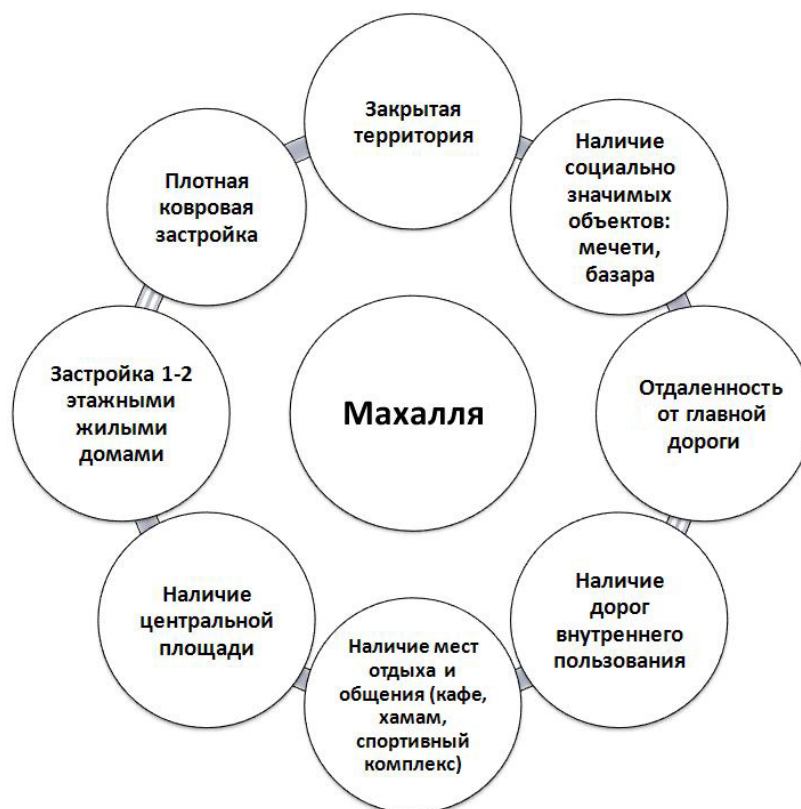 Закрытая
территория
Наличие
социально
значимых
объектов:
мечети,
базара
Отдаленность
от главной
дороги
Наличие
дорог
внутреннего
пользования
Наличие мест
отдыха и
общения (кафе,
хамам,
спортивный
комплекс)
Наличие
центральной
площади
Застройка 1-2
этажными
жилыми
домами
Плотная
ковровая
застройка
Махалля